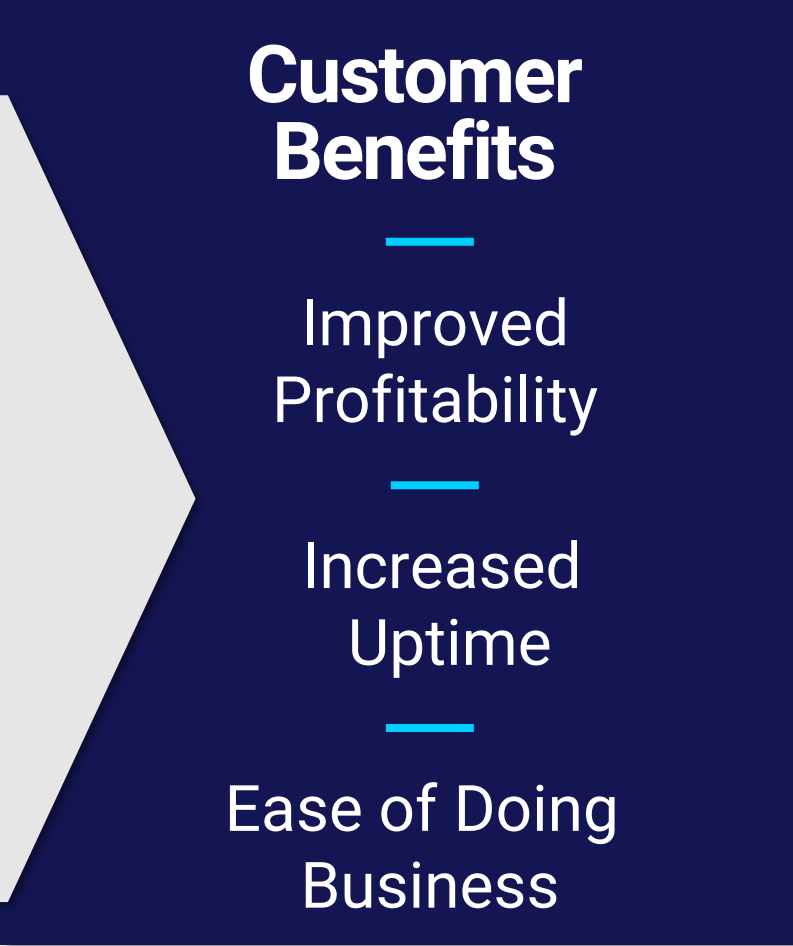 Customer
Benefits
Improved
Profitability
Increased
Uptime
Ease of Doing
Business